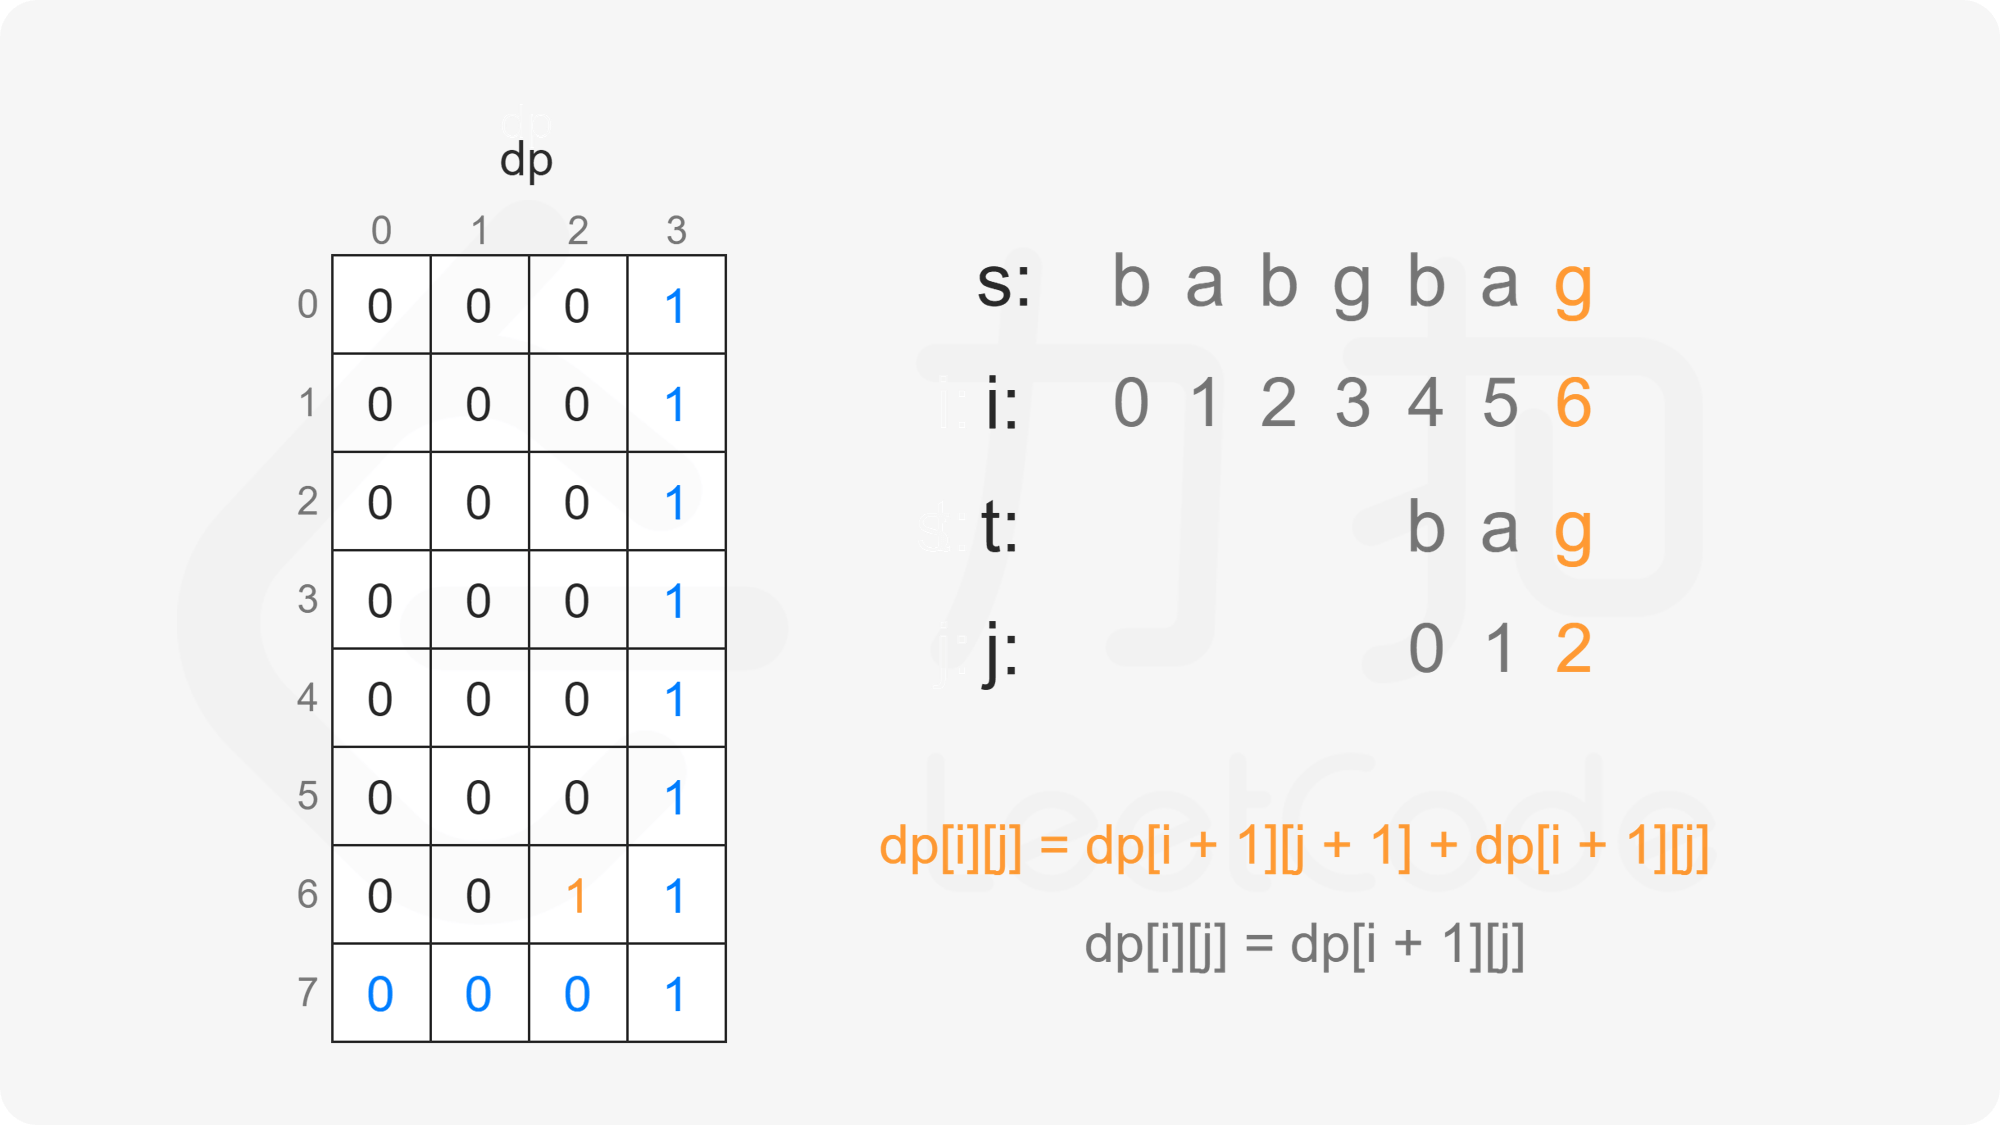 dp
0 1 2 3
0 0 0 0 1
1 0 0 0 1
2 0 0 0 1
3 0 0 0 1
4 0 0 0 1
5 0 0 0 1
6 0 0 1 1
7 0 0 0 1
s: b a b g b a g
i: 0 1 2 3 4 5 6
t: b a g
j: 0 1 2
dp[i][j] = dp[i + 1][j + 1] + dp[i + 1][j]
dp[i][j] = dp[i + 1][j]
力扣
LeetCode